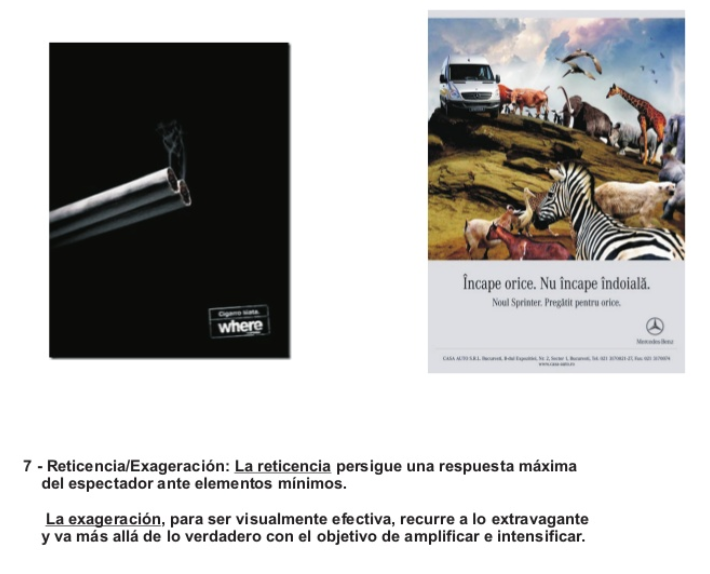 Cigarro mata.
where
Încape orice. Nu încape îndoială.
Noul Sprinter. Pregătit pentru orice.
Mercedes-Benz
7 - Reticencia/Exageración: La reticencia persigue una respuesta máxima
del espectador ante elementos mínimos.
La exageración, para ser visualmente efectiva, recurre a lo extravagante
y va más allá de lo verdadero con el objetivo de amplificar e intensificar.